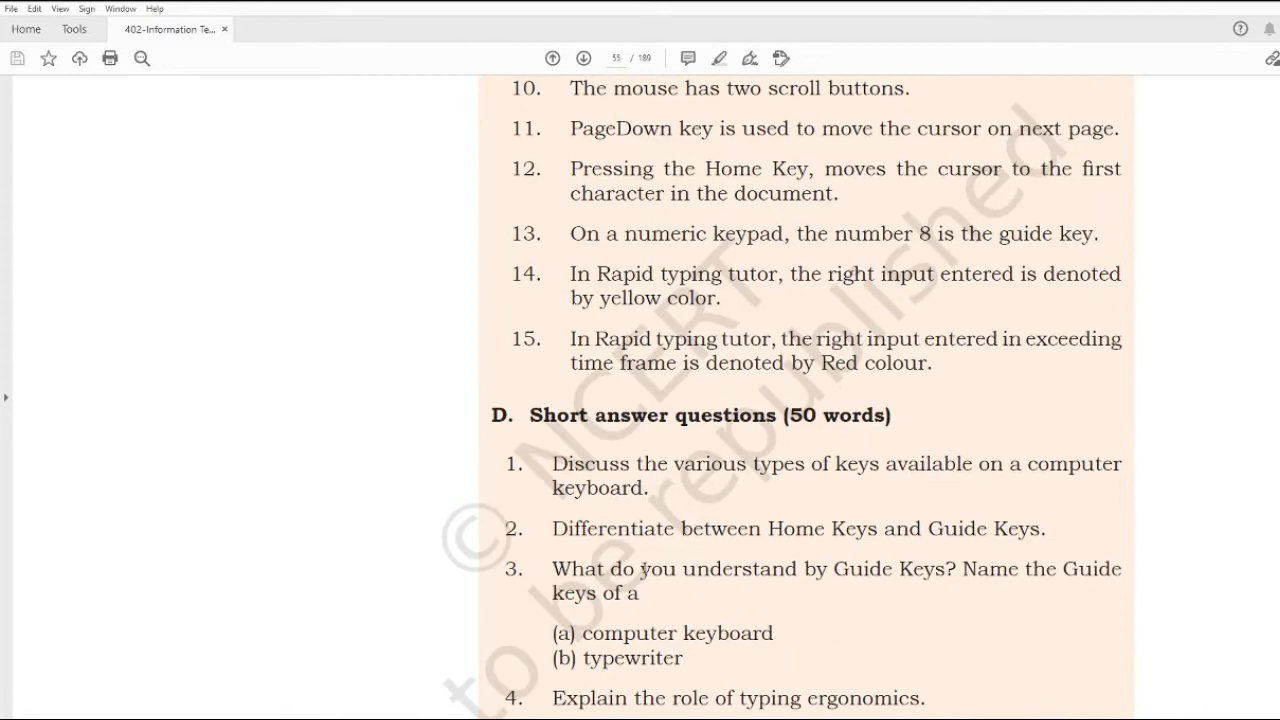 File Edit View Sign Window Help
Home Tools 402-Information Te... ×
55 / 189
10. The mouse has two scroll buttons.
11. PageDown key is used to move the cursor on next page.
12. Pressing the Home Key, moves the cursor to the first
character in the document.
13. On a numeric keypad, the number 8 is the guide key.
14. In Rapid typing tutor, the right input entered is denoted
by yellow color.
15. In Rapid typing tutor, the right input entered in exceeding
time frame is denoted by Red colour.
D. Short answer questions (50 words)
1. Discuss the various types of keys available on a computer
keyboard.
2. Differentiate between Home Keys and Guide Keys.
3. What do you understand by Guide Keys? Name the Guide
keys of a
(a) computer keyboard
(b) typewriter
4. Explain the role of typing ergonomics.
© NCERT
to be republished